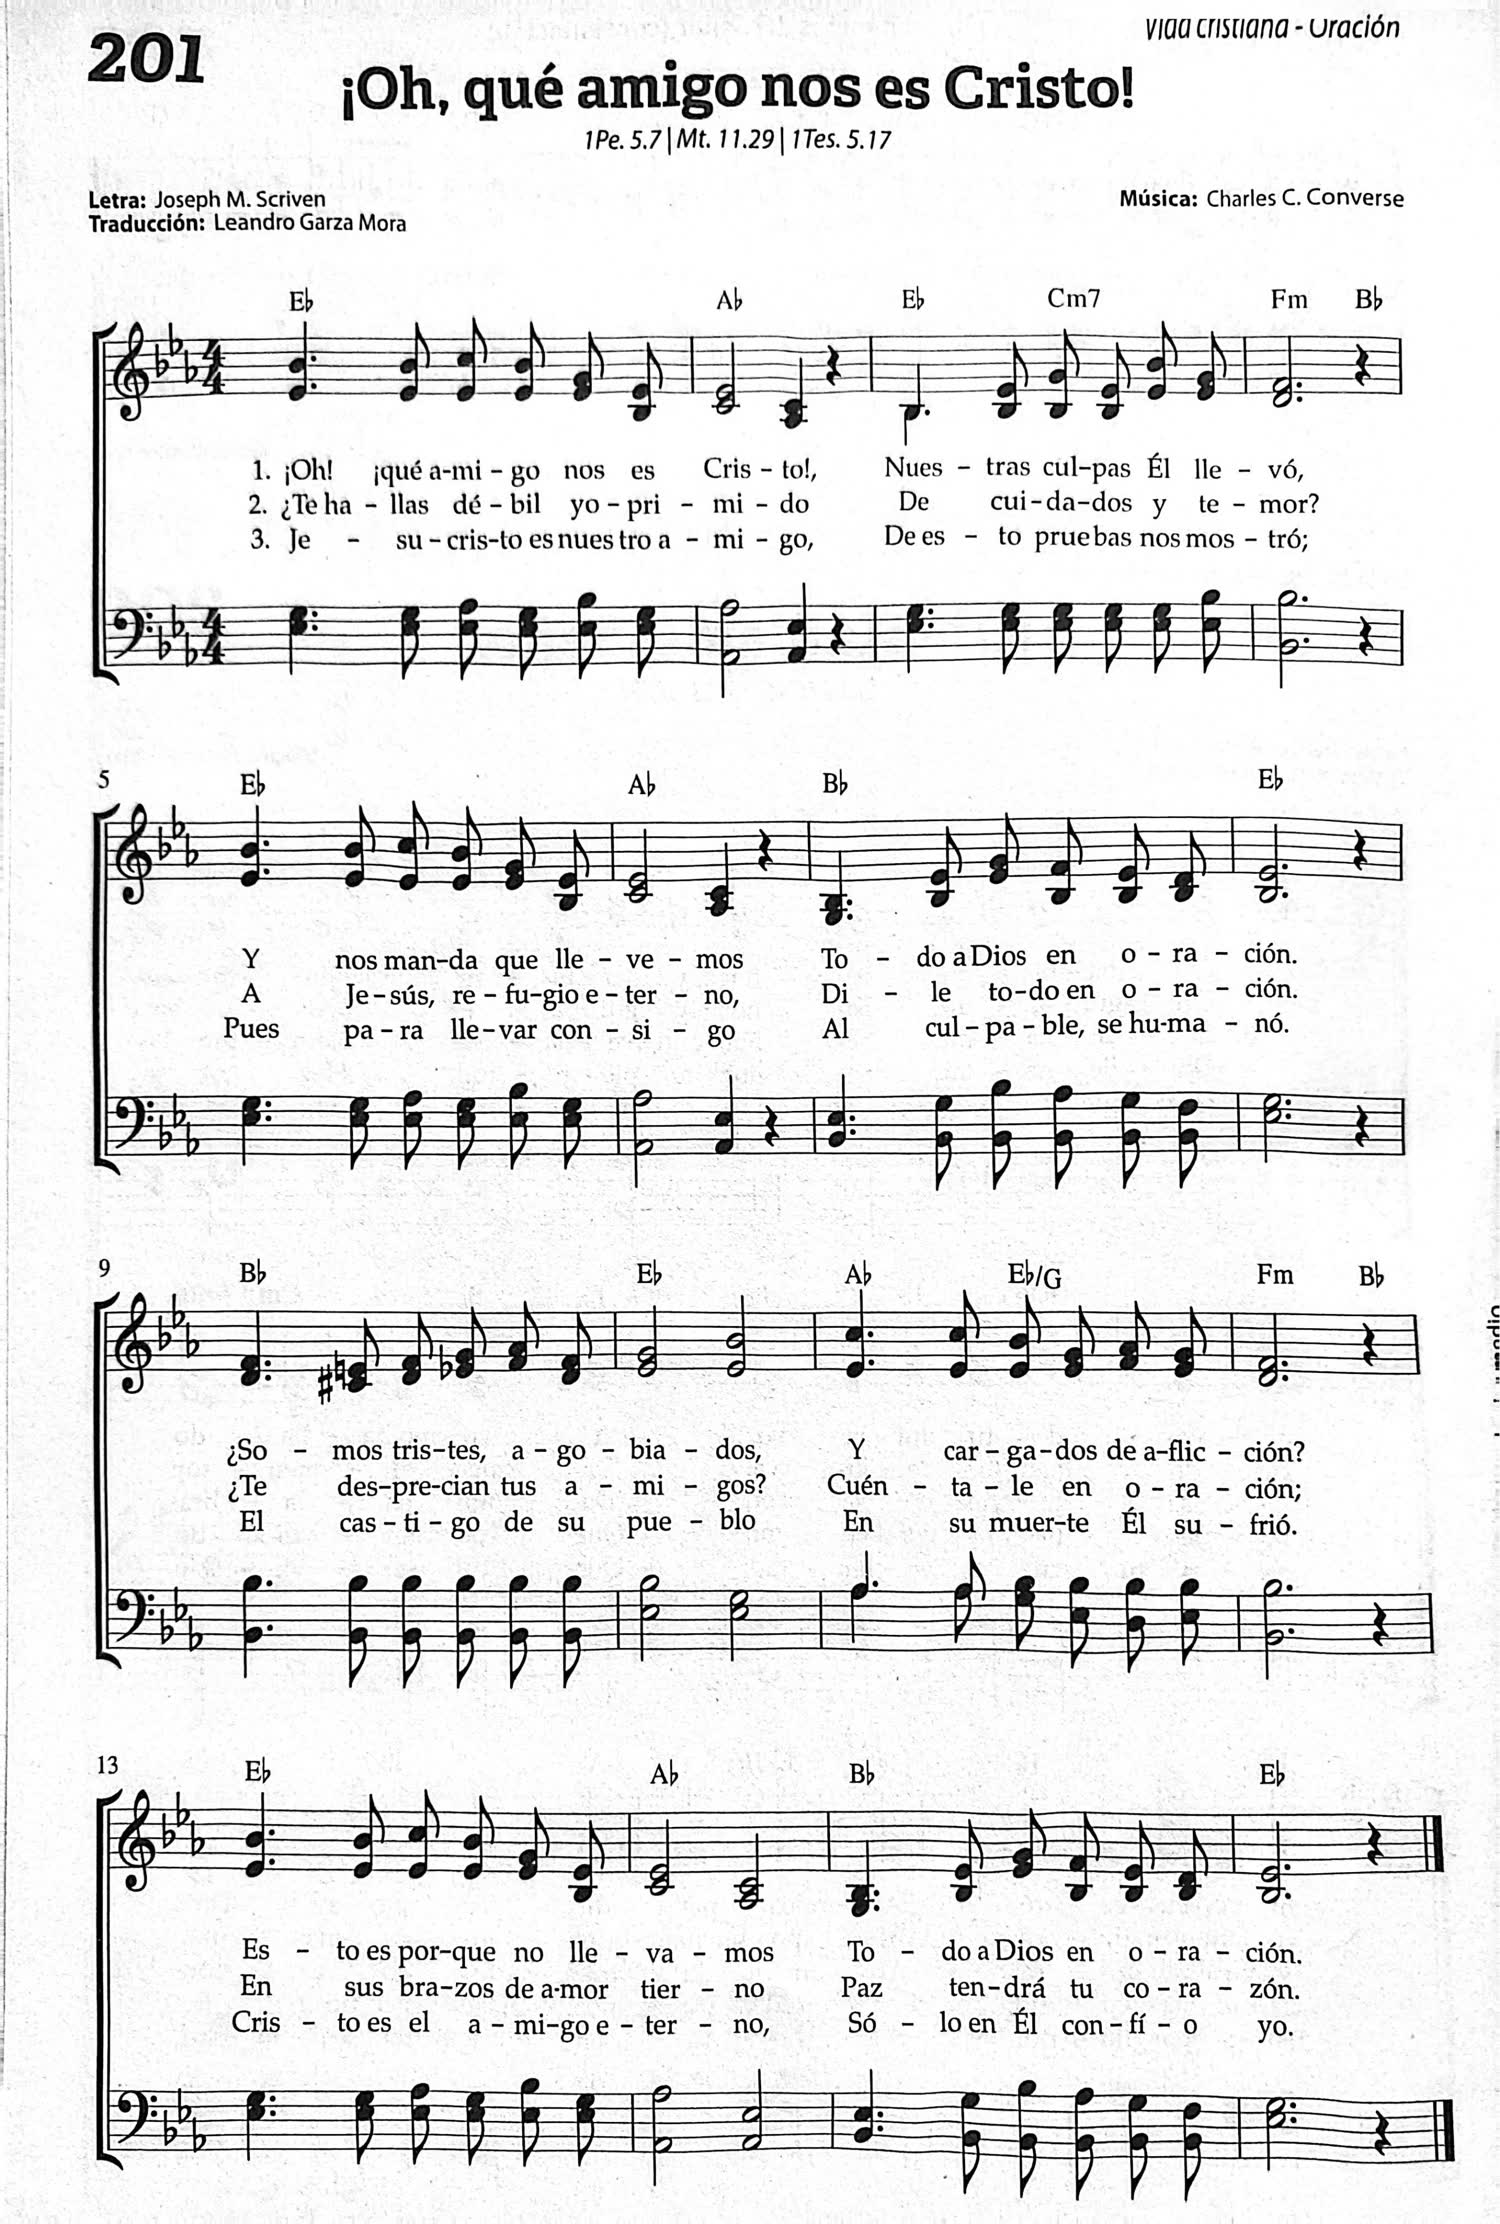 201
Vida Cristiana - Oración
¡Oh, qué amigo nos es Cristo!
1Pe. 5.7 | Mt. 11.29 | 1Tes. 5.17
Letra: Joseph M. Scriven
Música: Charles C. Converse
Traducción: Leandro Garza Mora
E♭ A♭ E♭ Cm7 Fm B♭
1. ¡Oh! ¡qué a-mi - go nos es Cris - to!, Nues - tras cul-pas Él lle - vó,
2. ¿Te ha - llas dé - bil y o - pri - mi - do De cui-da-dos y te - mor?
3. Je - su - cris-to es nues tro a - mi - go, De es - to prue bas nos mos - tró;
5
E♭ A♭ B♭ E♭
Y nos man-da que lle - ve - mos To - do a Dios en o - ra - ción.
A Je-sús, re - fu-gio e - ter - no, Di - le to-do en o - ra - ción.
Pues pa - ra lle-var con - si - go Al cul - pa - ble, se hu-ma - nó.
9
B♭ E♭ A♭ E♭/G Fm B♭
¿So - mos tris-tes, a - go - bia - dos, Y car - ga - dos de a-flic - ción?
¿Te des-pre-cian tus a - mi - gos? Cuén - ta - le en o - ra - ción;
El cas - ti - go de su pue - blo En su muer-te Él su - frió.
13
E♭ A♭ B♭ E♭
Es - to es por-que no lle - va - mos To - do a Dios en o - ra - ción.
En sus bra-zos de a-mor tier - no Paz ten-drá tu co - ra - zón.
Cris - to es el a - mi-go e - ter - no, Só - lo en Él con - fí - o yo.